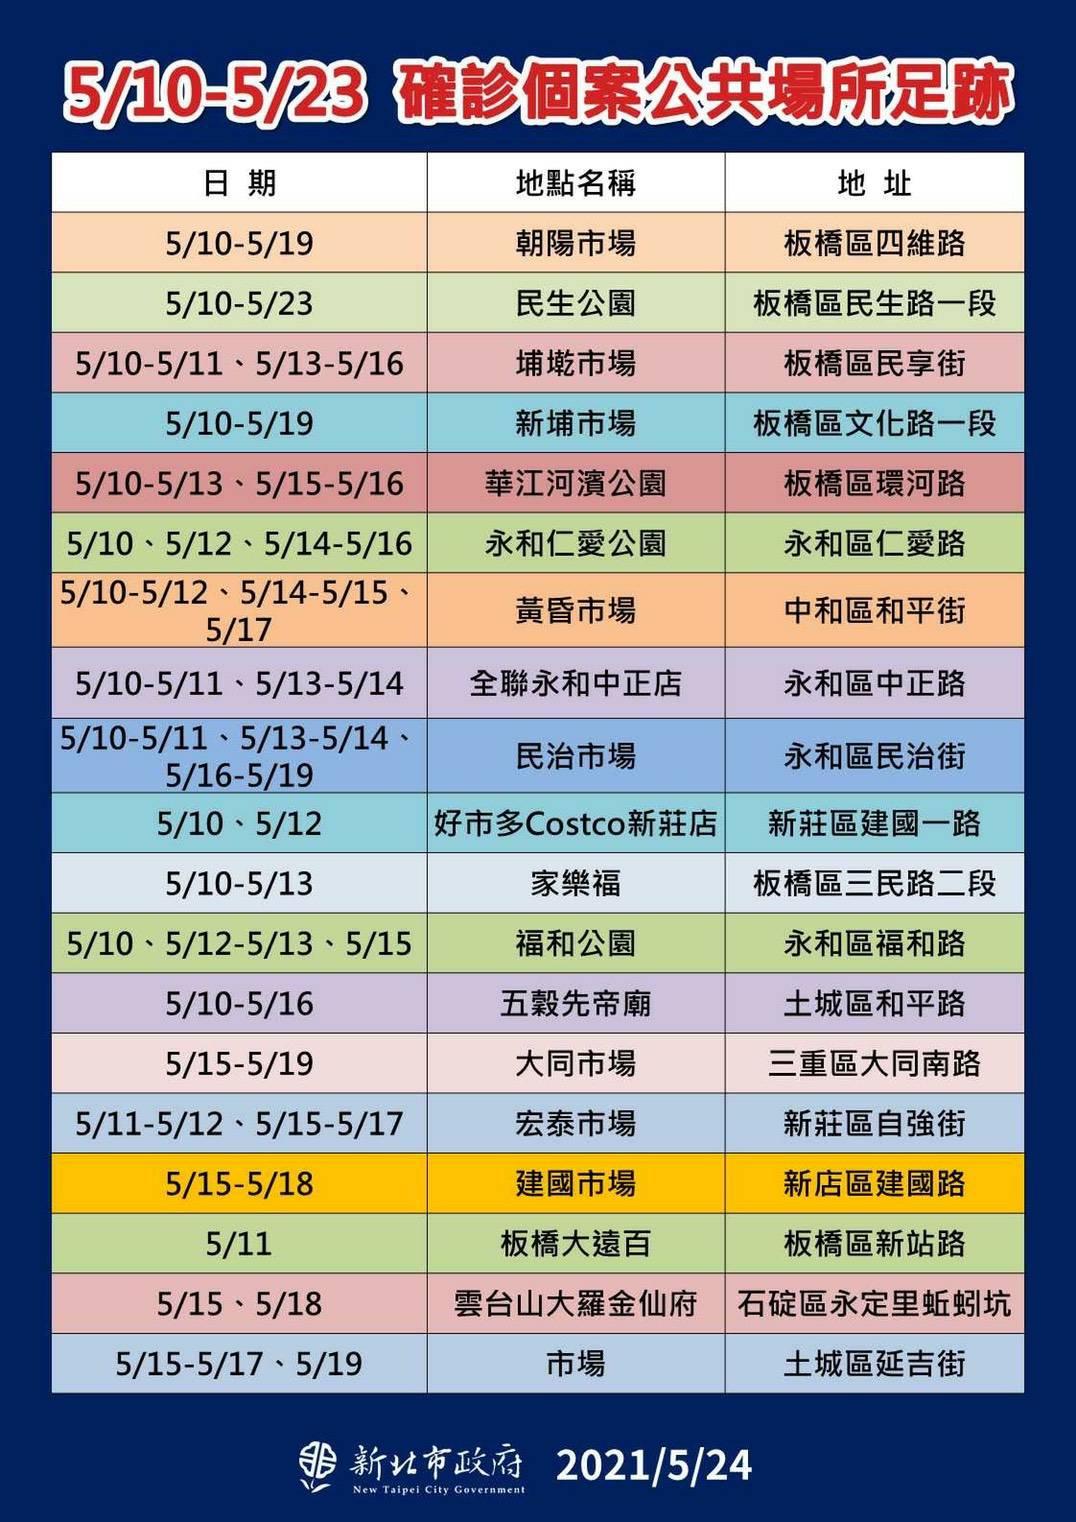 5/10-5/23 確診個案公共場所足跡
日 期 地點名稱 地 址
5/10-5/19 朝陽市場 板橋區四維路
5/10-5/23 民生公園 板橋區民生路一段
5/10-5/11、5/13-5/16 埔墘市場 板橋區民享街
5/10-5/19 新埔市場 板橋區文化路一段
5/10-5/13、5/15-5/16 華江河濱公園 板橋區環河路
5/10、5/12、5/14-5/16 永和仁愛公園 永和區仁愛路
5/10-5/12、5/14-5/15、
5/17 黃昏市場 中和區和平街
5/10-5/11、5/13-5/14 全聯永和中正店 永和區中正路
5/10-5/11、5/13-5/14、
5/16-5/19 民治市場 永和區民治街
5/10、5/12 好市多Costco新莊店 新莊區建國一路
5/10-5/13 家樂福 板橋區三民路二段
5/10、5/12-5/13、5/15 福和公園 永和區福和路
5/10-5/16 五穀先帝廟 土城區和平路
5/15-5/19 大同市場 三重區大同南路
5/11-5/12、5/15-5/17 宏泰市場 新莊區自強街
5/15-5/18 建國市場 新店區建國路
5/11 板橋大遠百 板橋區新站路
5/15、5/18 雲台山大羅金仙府 石碇區永定里蚯蚓坑
5/15-5/17、5/19 市場 土城區延吉街
新北市政府 2021/5/24
New Taipei City Government